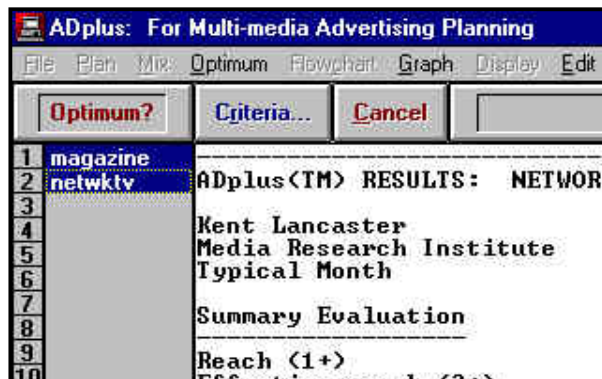 ADplus: For Multi-media Advertising Planning
File Plan Mix Optimum Flowchart Graph Display Edit
Optimum? Criteria... Cancel
1 magazine
2 netwktv ADplus(TM) RESULTS: NETWOR
3
4 Kent Lancaster
5 Media Research Institute
6 Typical Month
7
8 Summary Evaluation
9
10 Reach (1+)